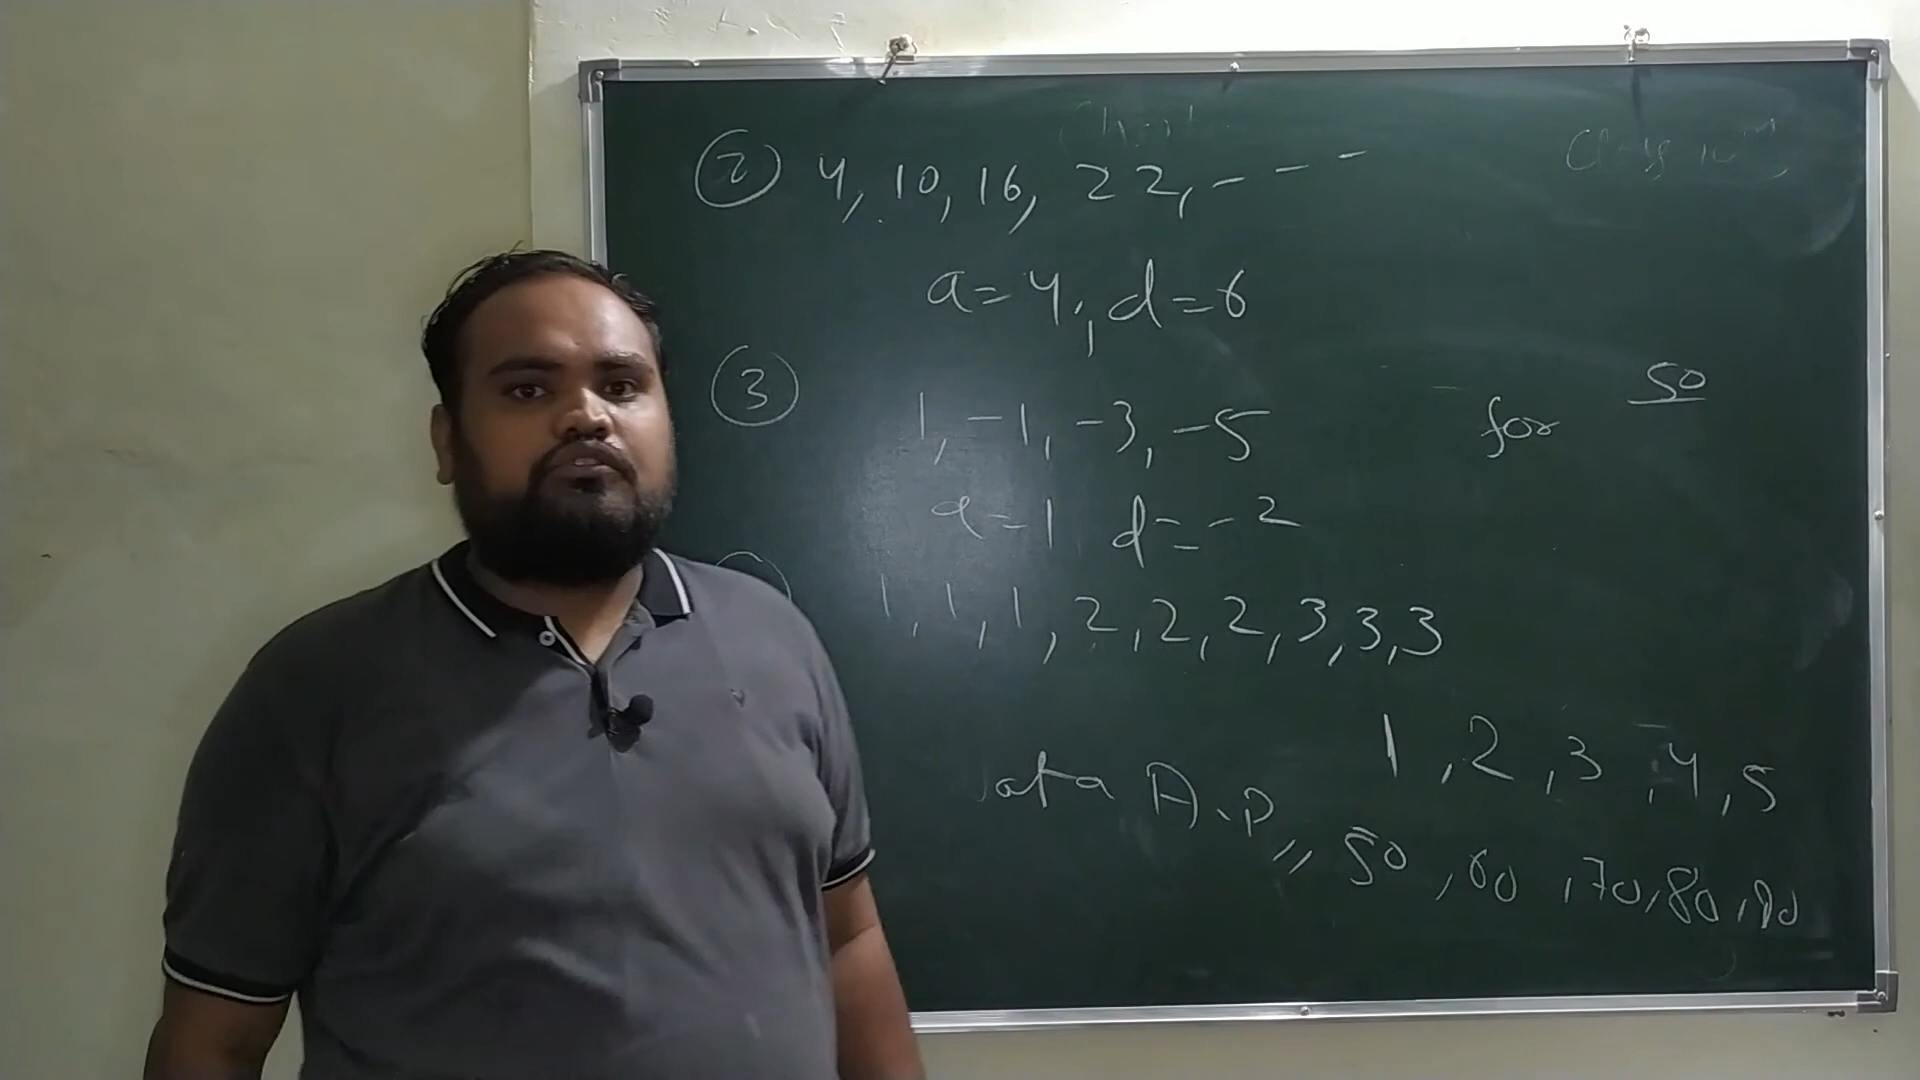 ② 4, 10, 16, 22, - - -
a=4, d=6
③ 1, -1, -3, -5
a=1 d=-2
50
for
1, 1, 1, 2, 2, 2, 3, 3, 3
1, 2, 3, 4, 5
A.P,, 50, 60, 70, 80, 90